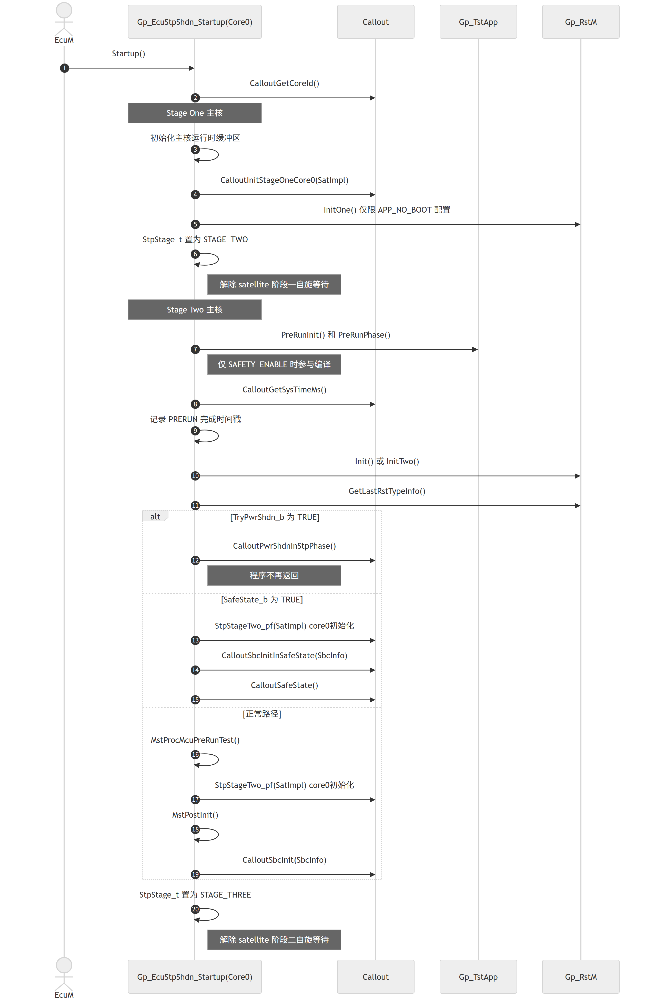 EcuM
Gp_EcuStpShdn_Startup(Core0)
Callout
Gp_TstApp
Gp_RstM
Startup()
1
CalloutGetCoreId()
2
Stage One 主核
初始化主核运行时缓冲区
3
CalloutInitStageOneCore0(SatImpl)
4
InitOne() 仅限 APP_NO_BOOT 配置
5
StpStage_t 置为 STAGE_TWO
6
解除 satellite 阶段一自旋等待
Stage Two 主核
PreRunInit() 和 PreRunPhase()
7
仅 SAFETY_ENABLE 时参与编译
CalloutGetSysTimeMs()
8
记录 PRERUN 完成时间戳
9
Init() 或 InitTwo()
10
GetLastRstTypeInfo()
11
alt
[TryPwrShdn_b 为 TRUE]
CalloutPwrShdnInStpPhase()
12
程序不再返回
[SafeState_b 为 TRUE]
StpStageTwo_pf(SatImpl) core0初始化
13
CalloutSbcInitInSafeState(SbcInfo)
14
CalloutSafeState()
15
[正常路径]
MstProcMcuPreRunTest()
16
StpStageTwo_pf(SatImpl) core0初始化
17
MstPostInit()
18
CalloutSbcInit(SbcInfo)
19
StpStage_t 置为 STAGE_THREE
20
解除 satellite 阶段二自旋等待
EcuM
Gp_EcuStpShdn_Startup(Core0)
Callout
Gp_TstApp
Gp_RstM